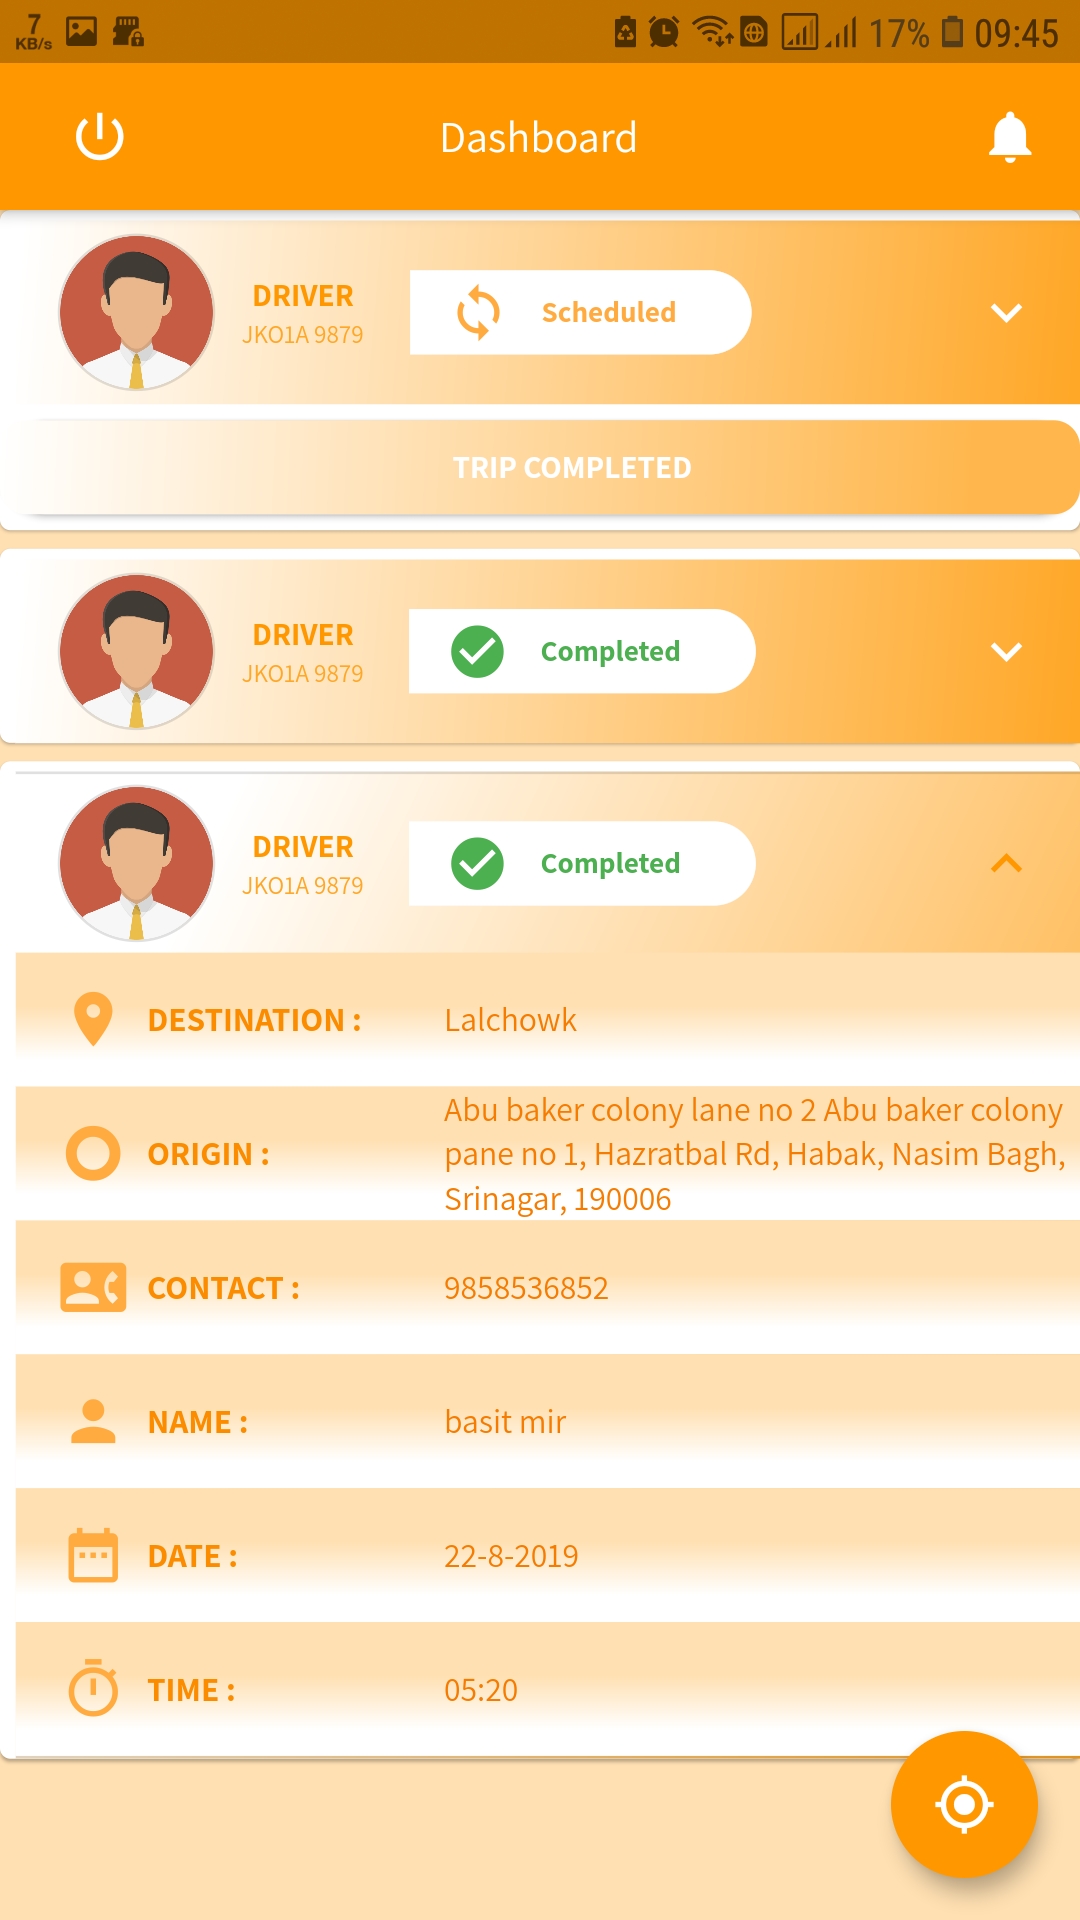 7
KB/s
17%
09:45
Dashboard
DRIVER
JKO1A 9879
Scheduled
TRIP COMPLETED
DRIVER
JKO1A 9879
Completed
DRIVER
JKO1A 9879
Completed
DESTINATION :
Lalchowk
ORIGIN :
Abu baker colony lane no 2 Abu baker colony
pane no 1, Hazratbal Rd, Habak, Nasim Bagh,
Srinagar, 190006
CONTACT :
9858536852
NAME :
basit mir
DATE :
22-8-2019
TIME :
05:20